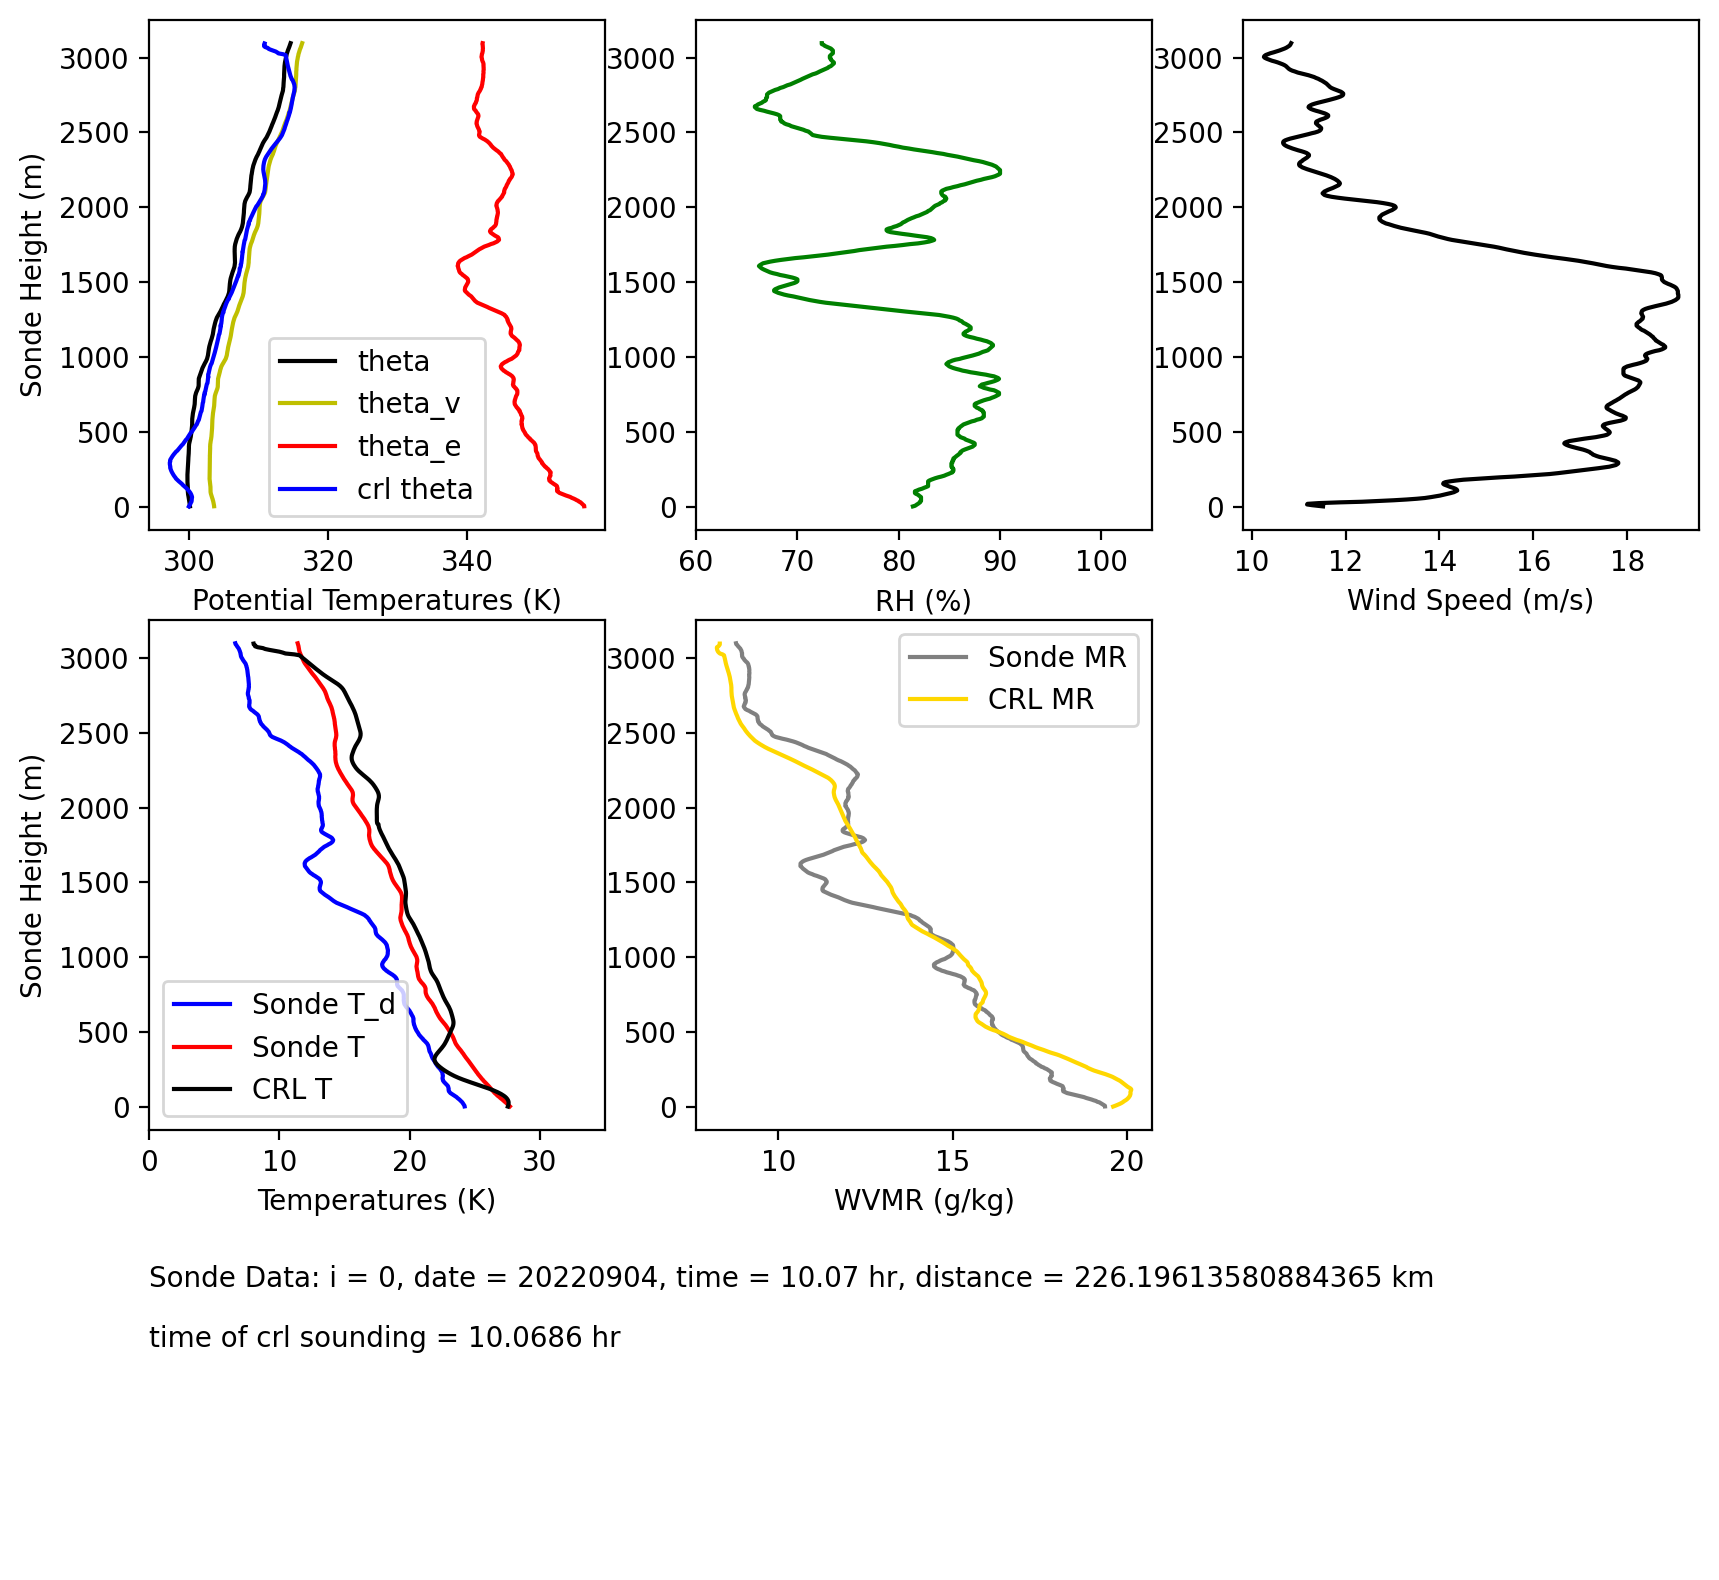 3000
2500
2000
1500
1000
500
0
Sonde Height (m)
theta
theta_v
theta_e
crl theta
300 320 340
Potential Temperatures (K)
3000
2500
2000
1500
1000
500
0
60 70 80 90 100
RH (%)
3000
2500
2000
1500
1000
500
0
10 12 14 16 18
Wind Speed (m/s)
3000
2500
2000
1500
1000
500
0
Sonde Height (m)
Sonde T_d
Sonde T
CRL T
0 10 20 30
Temperatures (K)
3000
2500
2000
1500
1000
500
0
Sonde MR
CRL MR
10 15 20
WVMR (g/kg)
Sonde Data: i = 0, date = 20220904, time = 10.07 hr, distance = 226.19613580884365 km
time of crl sounding = 10.0686 hr